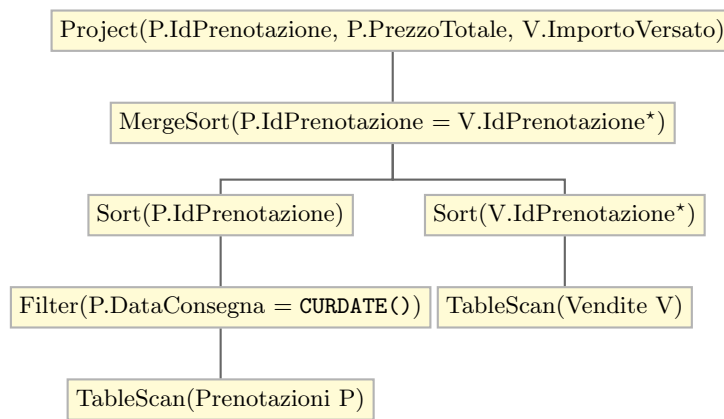 Project(P.IdPrenotazione, P.PrezzoTotale, V.ImportoVersato)
MergeSort(P.IdPrenotazione = V.IdPrenotazione⋆)
Sort(P.IdPrenotazione)
Sort(V.IdPrenotazione⋆)
Filter(P.DataConsegna = CURDATE())
TableScan(Vendite V)
TableScan(Prenotazioni P)